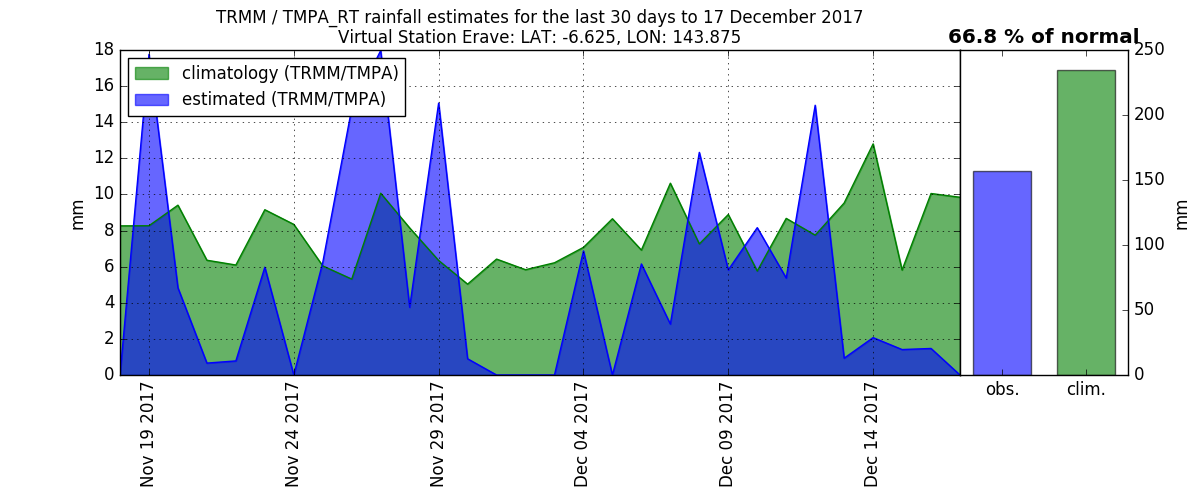 TRMM / TMPA_RT rainfall estimates for the last 30 days to 17 December 2017
Virtual Station Erave: LAT: -6.625, LON: 143.875
66.8 % of normal
climatology (TRMM/TMPA)
estimated (TRMM/TMPA)
mm
18
16
14
12
10
8
6
4
2
0
Nov 19 2017
Nov 24 2017
Nov 29 2017
Dec 04 2017
Dec 09 2017
Dec 14 2017
obs.
clim.
250
200
150
100
50
0
mm